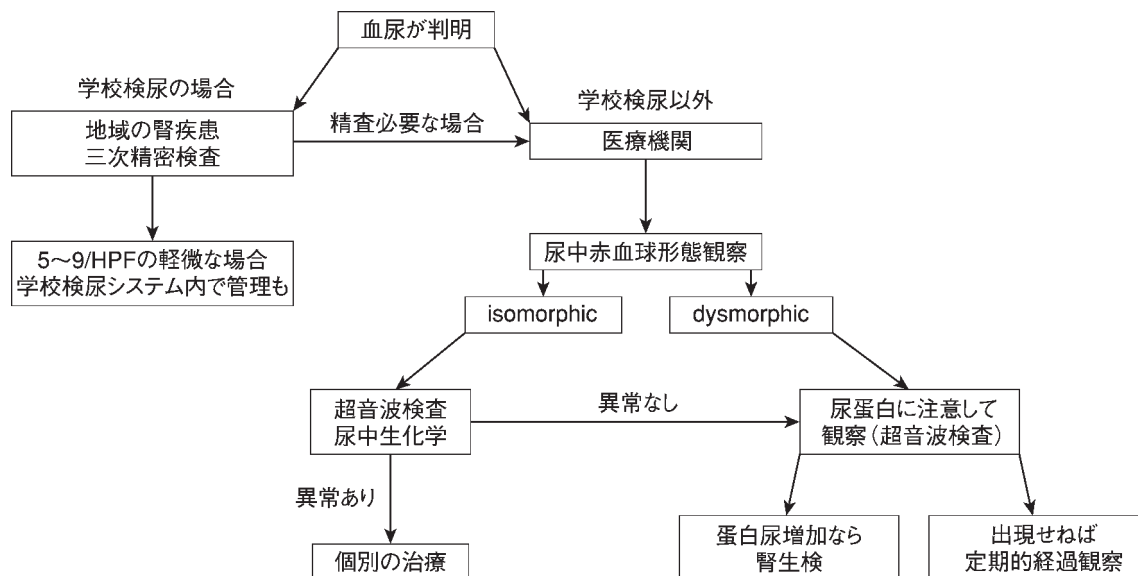 血尿が判明
学校検尿の場合
学校検尿以外
地域の腎疾患
三次精密検査
精査必要な場合
医療機関
5〜9/HPFの軽微な場合
学校検尿システム内で管理も
尿中赤血球形態観察
isomorphic
dysmorphic
超音波検査
尿中生化学
異常なし
尿蛋白に注意して
観察(超音波検査)
異常あり
個別の治療
蛋白尿増加なら
腎生検
出現せねば
定期的経過観察